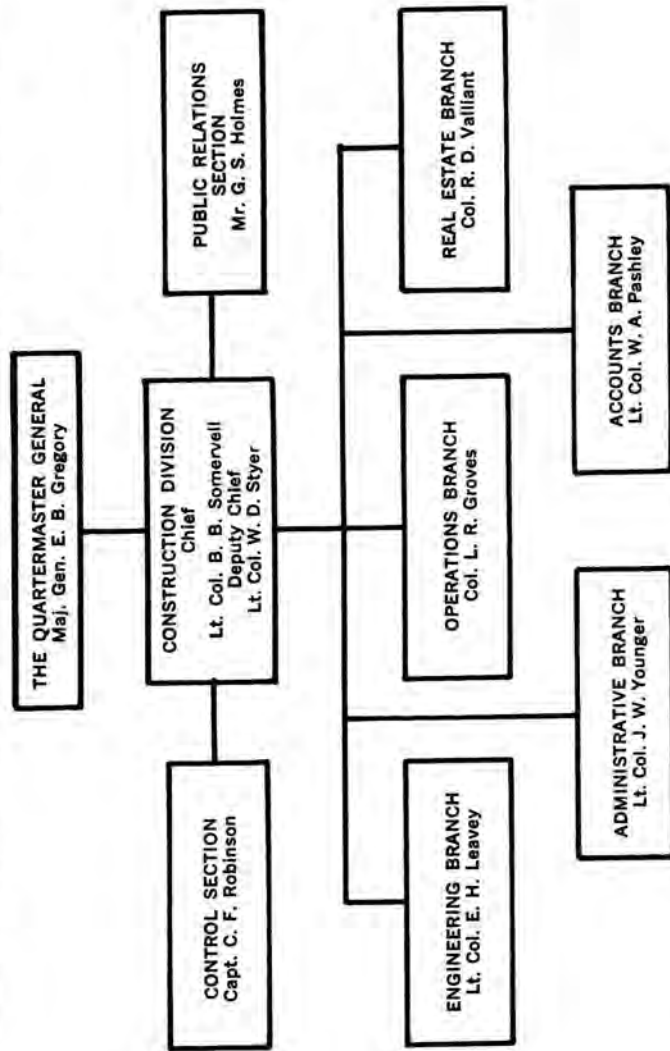 THE QUARTERMASTER GENERAL
Maj. Gen. E. B. Gregory
CONTROL SECTION
Capt. C. F. Robinson
CONSTRUCTION DIVISION
Chief
Lt. Col. B. B. Somervell
Deputy Chief
Lt. Col. W. D. Styer
PUBLIC RELATIONS
SECTION
Mr. G. S. Holmes
ENGINEERING BRANCH
Lt. Col. E. H. Leavey
OPERATIONS BRANCH
Col. L. R. Groves
REAL ESTATE BRANCH
Col. R. D. Valliant
ADMINISTRATIVE BRANCH
Lt. Col. J. W. Younger
ACCOUNTS BRANCH
Lt. Col. W. A. Pashley